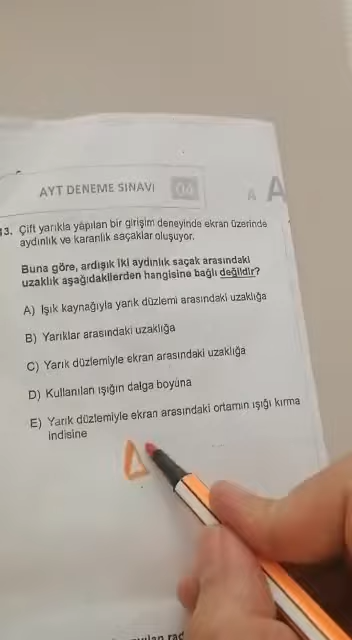 AYT DENEME SINAVI 04 A A
13. Çift yarıkla yapılan bir girişim deneyinde ekran üzerinde
aydınlık ve karanlık saçaklar oluşuyor.
Buna göre, ardışık iki aydınlık saçak arasındaki
uzaklık aşağıdakilerden hangisine bağlı değildir?
A) Işık kaynağıyla yarık düzlemi arasındaki uzaklığa
B) Yarıklar arasındaki uzaklığa
C) Yarık düzlemiyle ekran arasındaki uzaklığa
D) Kullanılan ışığın dalga boyuna
E) Yarık düzlemiyle ekran arasındaki ortamın ışığı kırma
indisine
Δ